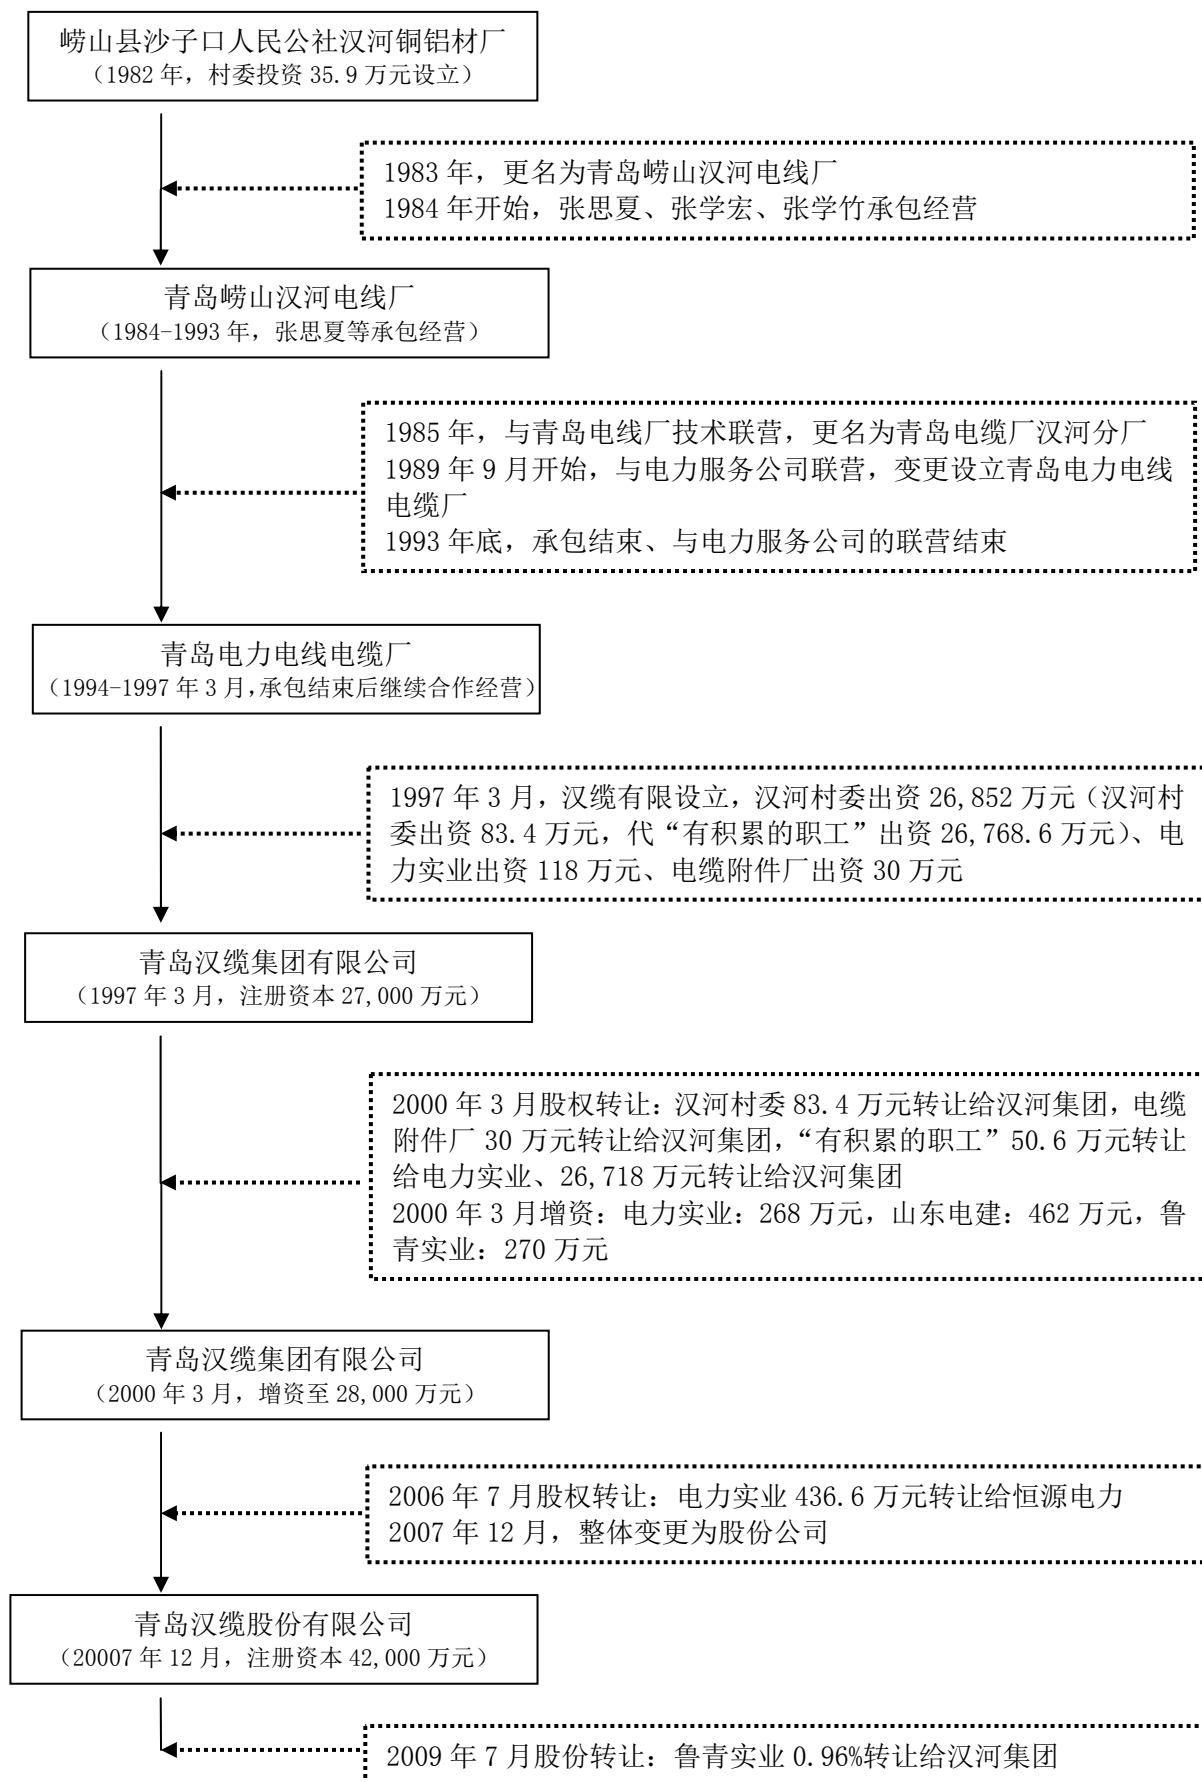 崂山县沙子口人民公社汉河铜铝材厂
（1982 年，村委投资 35.9 万元设立）
1983 年，更名为青岛崂山汉河电线厂
1984 年开始，张思夏、张学宏、张学竹承包经营
青岛崂山汉河电线厂
（1984-1993 年，张思夏等承包经营）
1985 年，与青岛电线厂技术联营，更名为青岛电缆厂汉河分厂
1989 年 9 月开始，与电力服务公司联营，变更设立青岛电力电线
电缆厂
1993 年底，承包结束、与电力服务公司的联营结束
青岛电力电线电缆厂
（1994-1997 年 3 月，承包结束后继续合作经营）
1997 年 3 月，汉缆有限设立，汉河村委出资 26,852 万元（汉河村
委出资 83.4 万元，代“有积累的职工”出资 26,768.6 万元）、电
力实业出资 118 万元、电缆附件厂出资 30 万元
青岛汉缆集团有限公司
（1997 年 3 月，注册资本 27,000 万元）
2000 年 3 月股权转让：汉河村委 83.4 万元转让给汉河集团，电缆
附件厂 30 万元转让给汉河集团，“有积累的职工”50.6 万元转让
给电力实业、26,718 万元转让给汉河集团
2000 年 3 月增资：电力实业：268 万元，山东电建：462 万元，鲁
青实业：270 万元
青岛汉缆集团有限公司
（2000 年 3 月，增资至 28,000 万元）
2006 年 7 月股权转让：电力实业 436.6 万元转让给恒源电力
2007 年 12 月，整体变更为股份公司
青岛汉缆股份有限公司
（20007 年 12 月，注册资本 42,000 万元）
2009 年 7 月股份转让：鲁青实业 0.96%转让给汉河集团